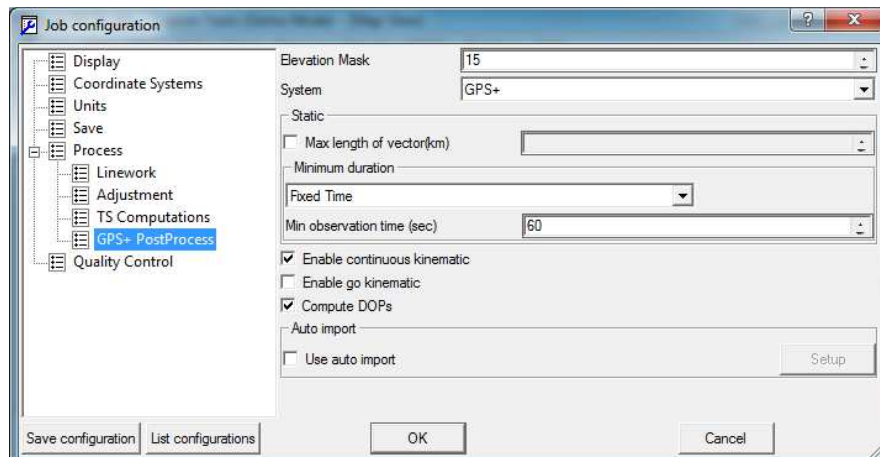 Job configuration
Display
Coordinate Systems
Units
Save
Process
Linework
Adjustment
TS Computations
GPS+ PostProcess
Quality Control
Elevation Mask 15
System GPS+
Static
Max length of vector(km)
Minimum duration
Fixed Time
Min observation time (sec) 60
Enable continuous kinematic
Enable go kinematic
Compute DOPs
Auto import
Use auto import Setup
Save configuration List configurations OK Cancel